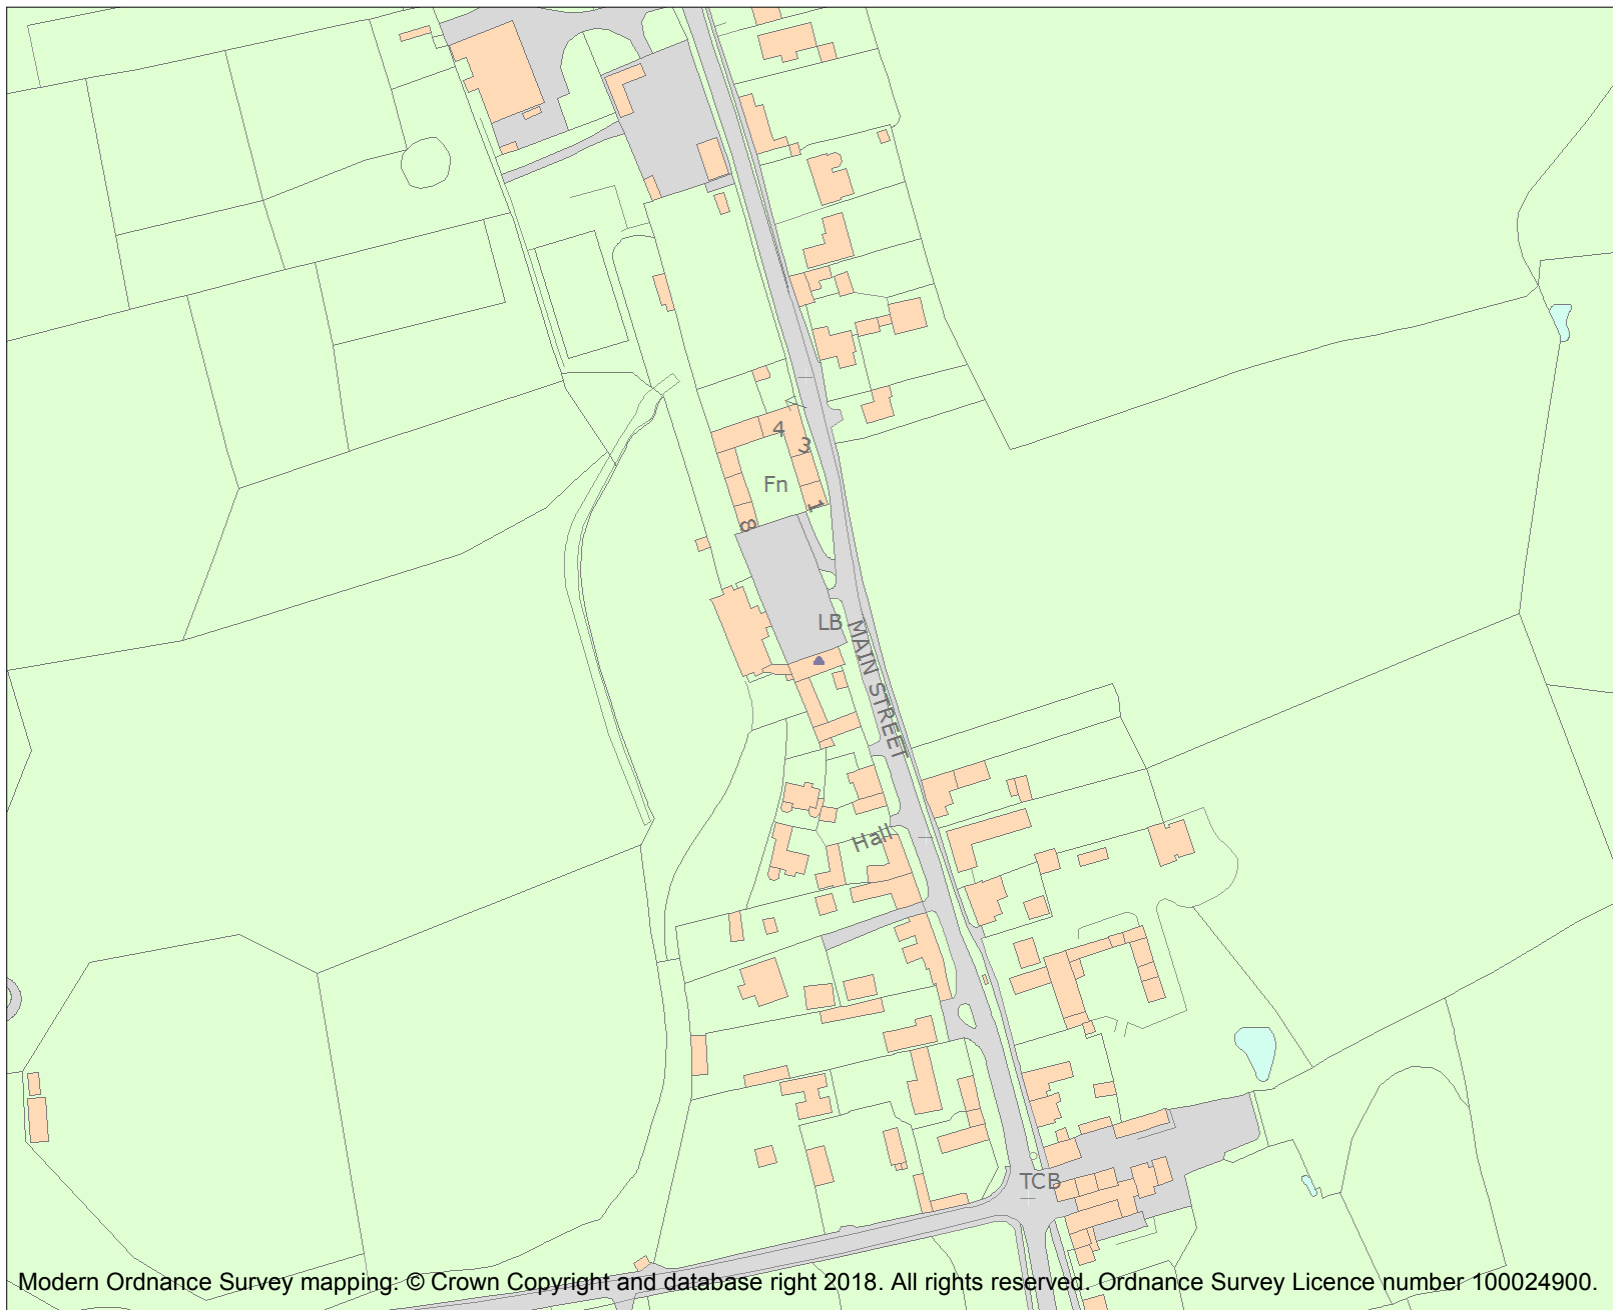 4
3
Fn
1
8
LB
MAIN STREET
Hall
TCB
Modern Ordnance Survey mapping: © Crown Copyright and database right 2018. All rights reserved. Ordnance Survey Licence number 100024900.